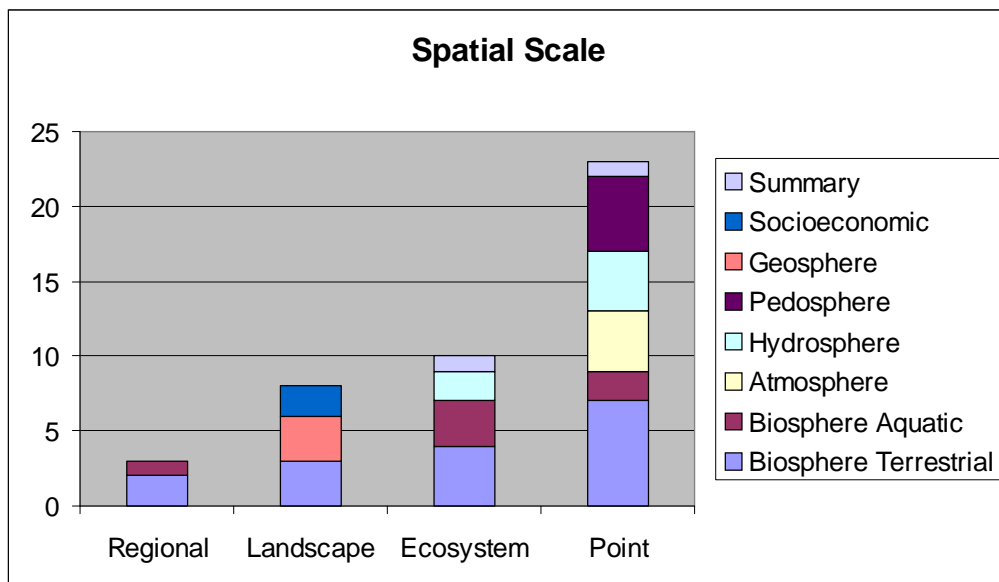 Spatial Scale
25
20
15
10
5
0
Regional Landscape Ecosystem Point
Summary
Socioeconomic
Geosphere
Pedosphere
Hydrosphere
Atmosphere
Biosphere Aquatic
Biosphere Terrestrial